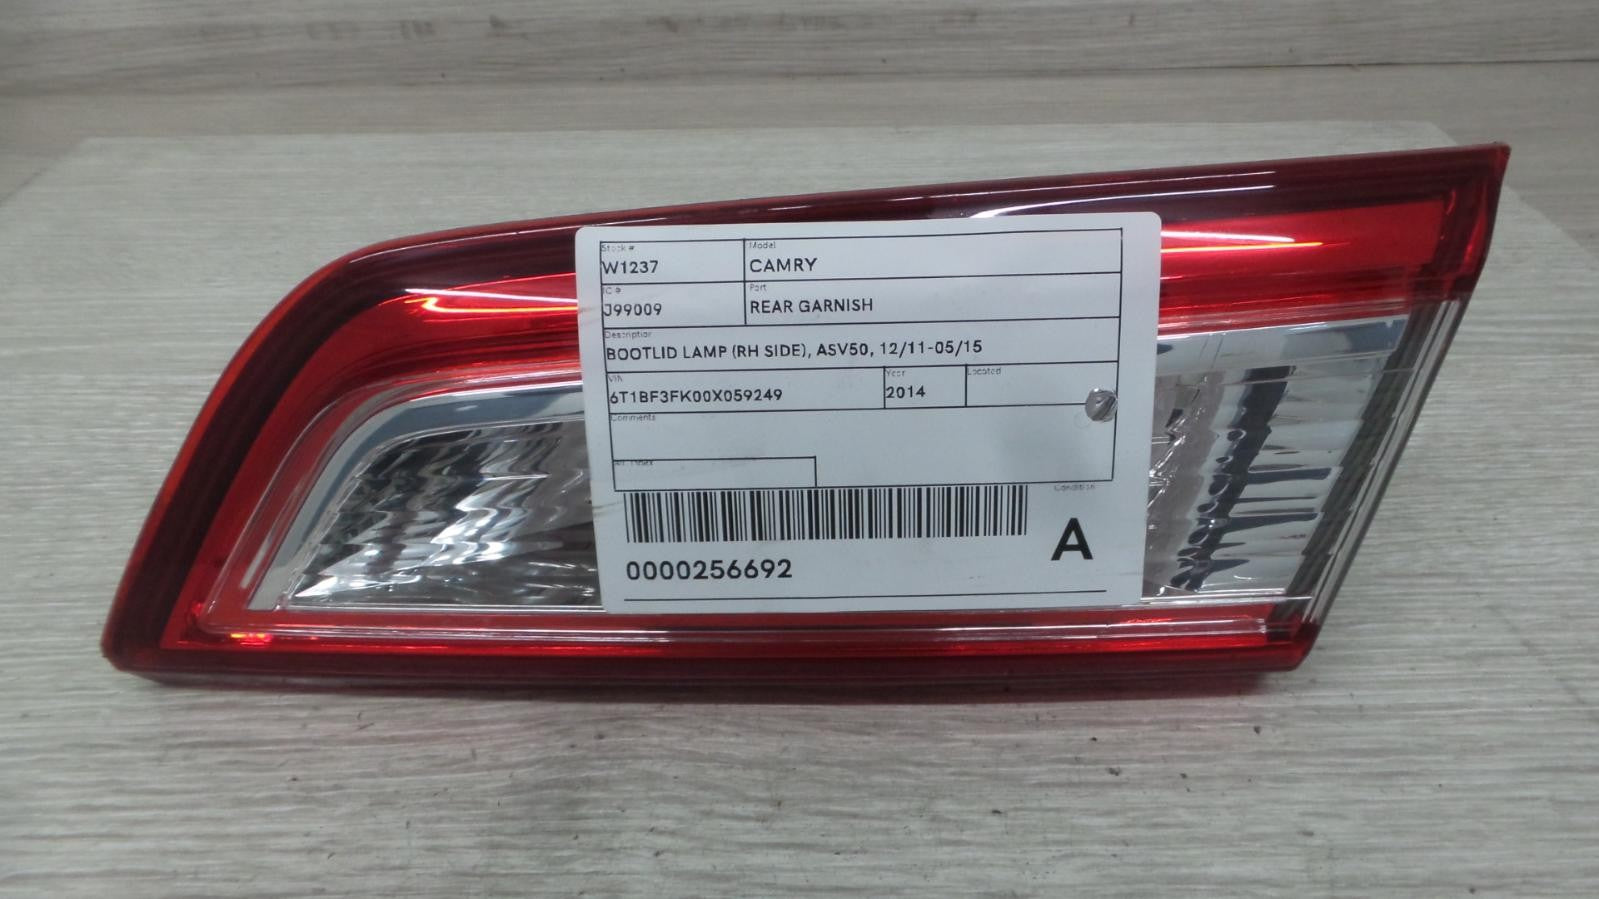 Stock # Model
W1237 CAMRY
IC # Part
J99009 REAR GARNISH
Description
BOOTLID LAMP (RH SIDE), ASV50, 12/11-05/15
VIN Year Located
6T1BF3FK00X059249 2014
Comments
Condition
0000256692 A